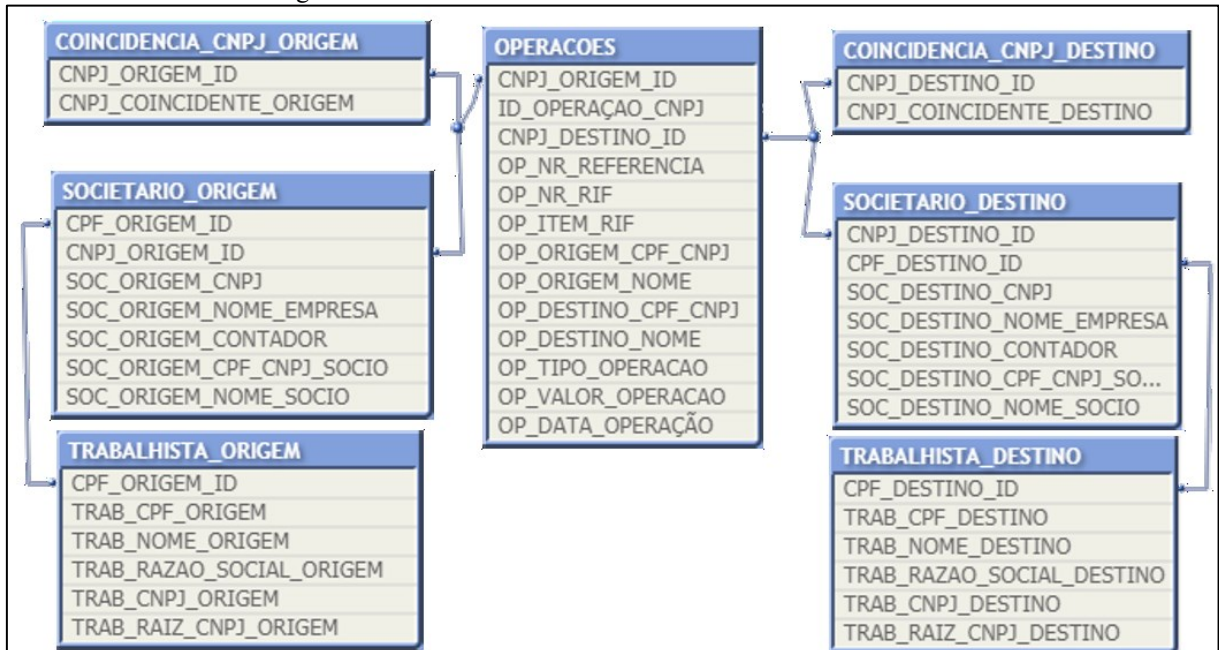 COINCIDENCIA_CNPJ_ORIGEM
CNPJ_ORIGEM_ID
CNPJ_COINCIDENTE_ORIGEM
SOCIETARIO_ORIGEM
CPF_ORIGEM_ID
CNPJ_ORIGEM_ID
SOC_ORIGEM_CNPJ
SOC_ORIGEM_NOME_EMPRESA
SOC_ORIGEM_CONTADOR
SOC_ORIGEM_CPF_CNPJ_SOCIO
SOC_ORIGEM_NOME_SOCIO
TRABALHISTA_ORIGEM
CPF_ORIGEM_ID
TRAB_CPF_ORIGEM
TRAB_NOME_ORIGEM
TRAB_RAZAO_SOCIAL_ORIGEM
TRAB_CNPJ_ORIGEM
TRAB_RAIZ_CNPJ_ORIGEM
OPERACOES
CNPJ_ORIGEM_ID
ID_OPERAÇAO_CNPJ
CNPJ_DESTINO_ID
OP_NR_REFERENCIA
OP_NR_RIF
OP_ITEM_RIF
OP_ORIGEM_CPF_CNPJ
OP_ORIGEM_NOME
OP_DESTINO_CPF_CNPJ
OP_DESTINO_NOME
OP_TIPO_OPERACAO
OP_VALOR_OPERACAO
OP_DATA_OPERAÇÃO
COINCIDENCIA_CNPJ_DESTINO
CNPJ_DESTINO_ID
CNPJ_COINCIDENTE_DESTINO
SOCIETARIO_DESTINO
CNPJ_DESTINO_ID
CPF_DESTINO_ID
SOC_DESTINO_CNPJ
SOC_DESTINO_NOME_EMPRESA
SOC_DESTINO_CONTADOR
SOC_DESTINO_CPF_CNPJ_SO...
SOC_DESTINO_NOME_SOCIO
TRABALHISTA_DESTINO
CPF_DESTINO_ID
TRAB_CPF_DESTINO
TRAB_NOME_DESTINO
TRAB_RAZAO_SOCIAL_DESTINO
TRAB_CNPJ_DESTINO
TRAB_RAIZ_CNPJ_DESTINO